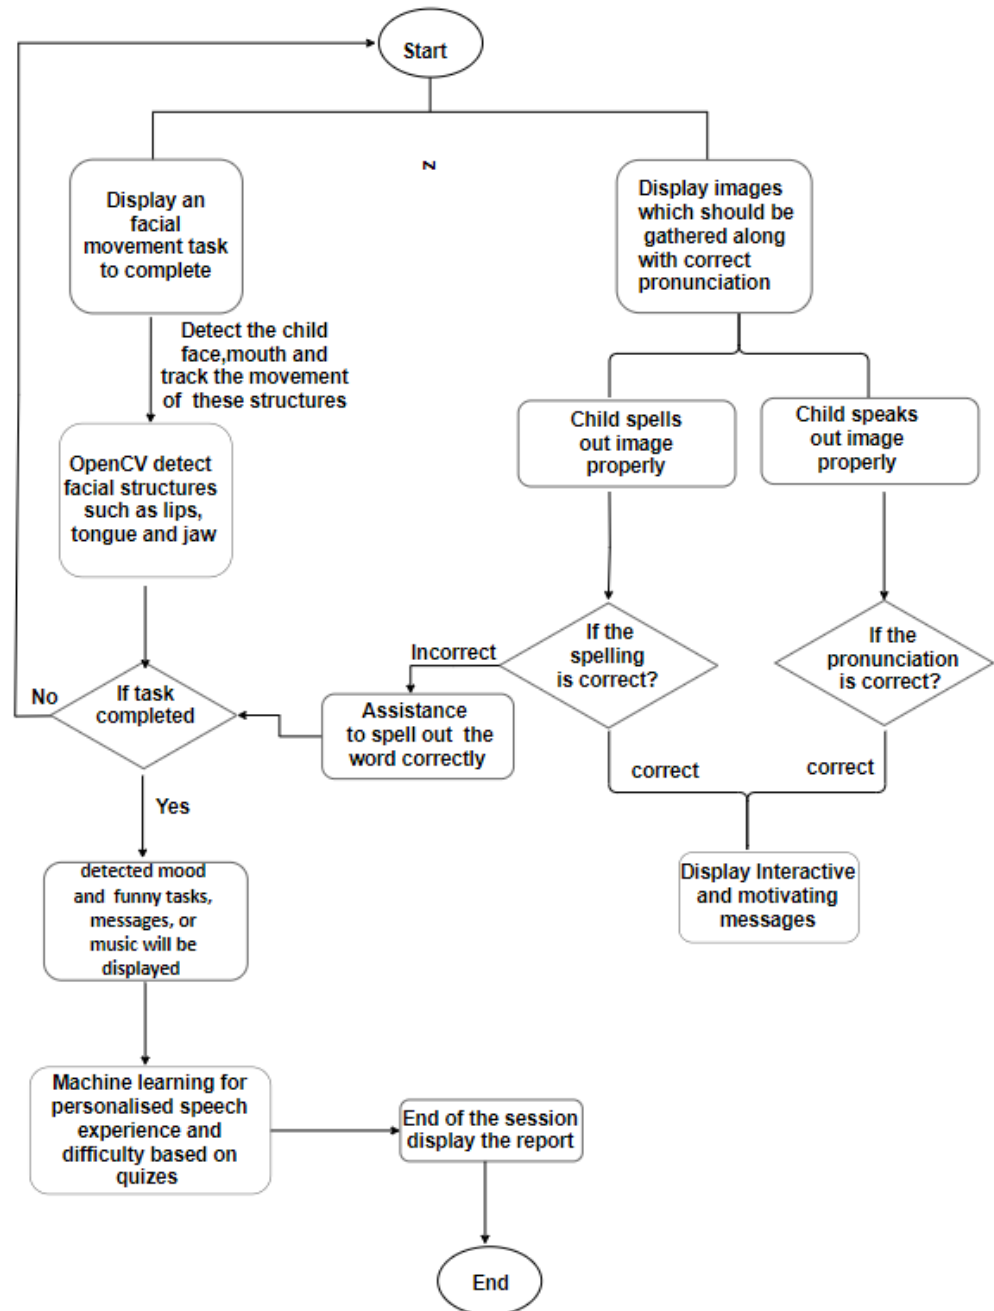 Start
z
Display an
facial
movement task
to complete
Display images
which should be
gathered along
with correct
pronunciation
Detect the child
face,mouth and
track the movement
of these structures
OpenCV detect
facial structures
such as lips,
tongue and jaw
Child spells
out image
properly
Child speaks
out image
properly
If the
spelling
is correct?
If the
pronunciation
is correct?
Incorrect
No
If task
completed
Assistance
to spell out the
word correctly
correct
correct
Yes
detected mood
and funny tasks,
messages, or
music will be
displayed
Display Interactive
and motivating
messages
Machine learning for
personalised speech
experience and
difficulty based on
quizes
End of the session
display the report
End